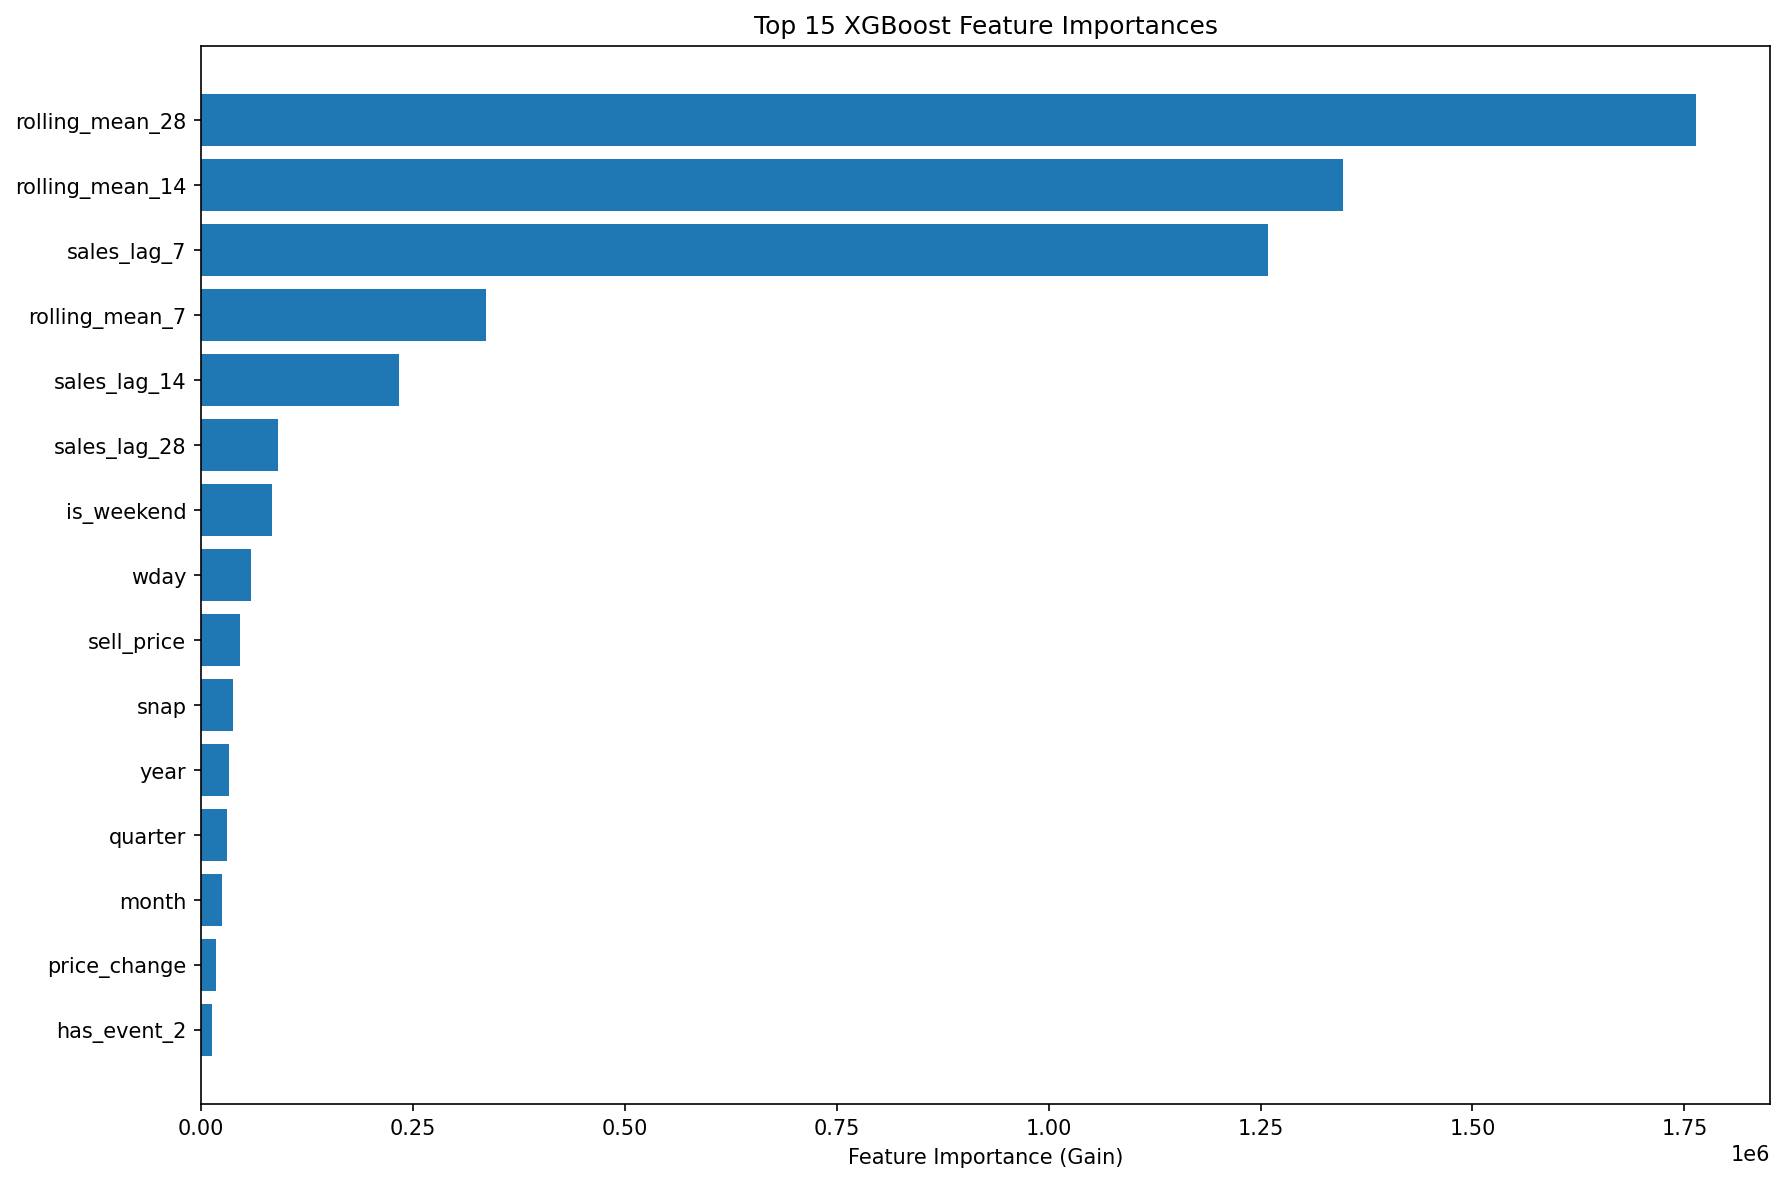 Top 15 XGBoost Feature Importances
rolling_mean_28
rolling_mean_14
sales_lag_7
rolling_mean_7
sales_lag_14
sales_lag_28
is_weekend
wday
sell_price
snap
year
quarter
month
price_change
has_event_2
0.00 0.25 0.50 0.75 1.00 1.25 1.50 1.75
1e6
Feature Importance (Gain)